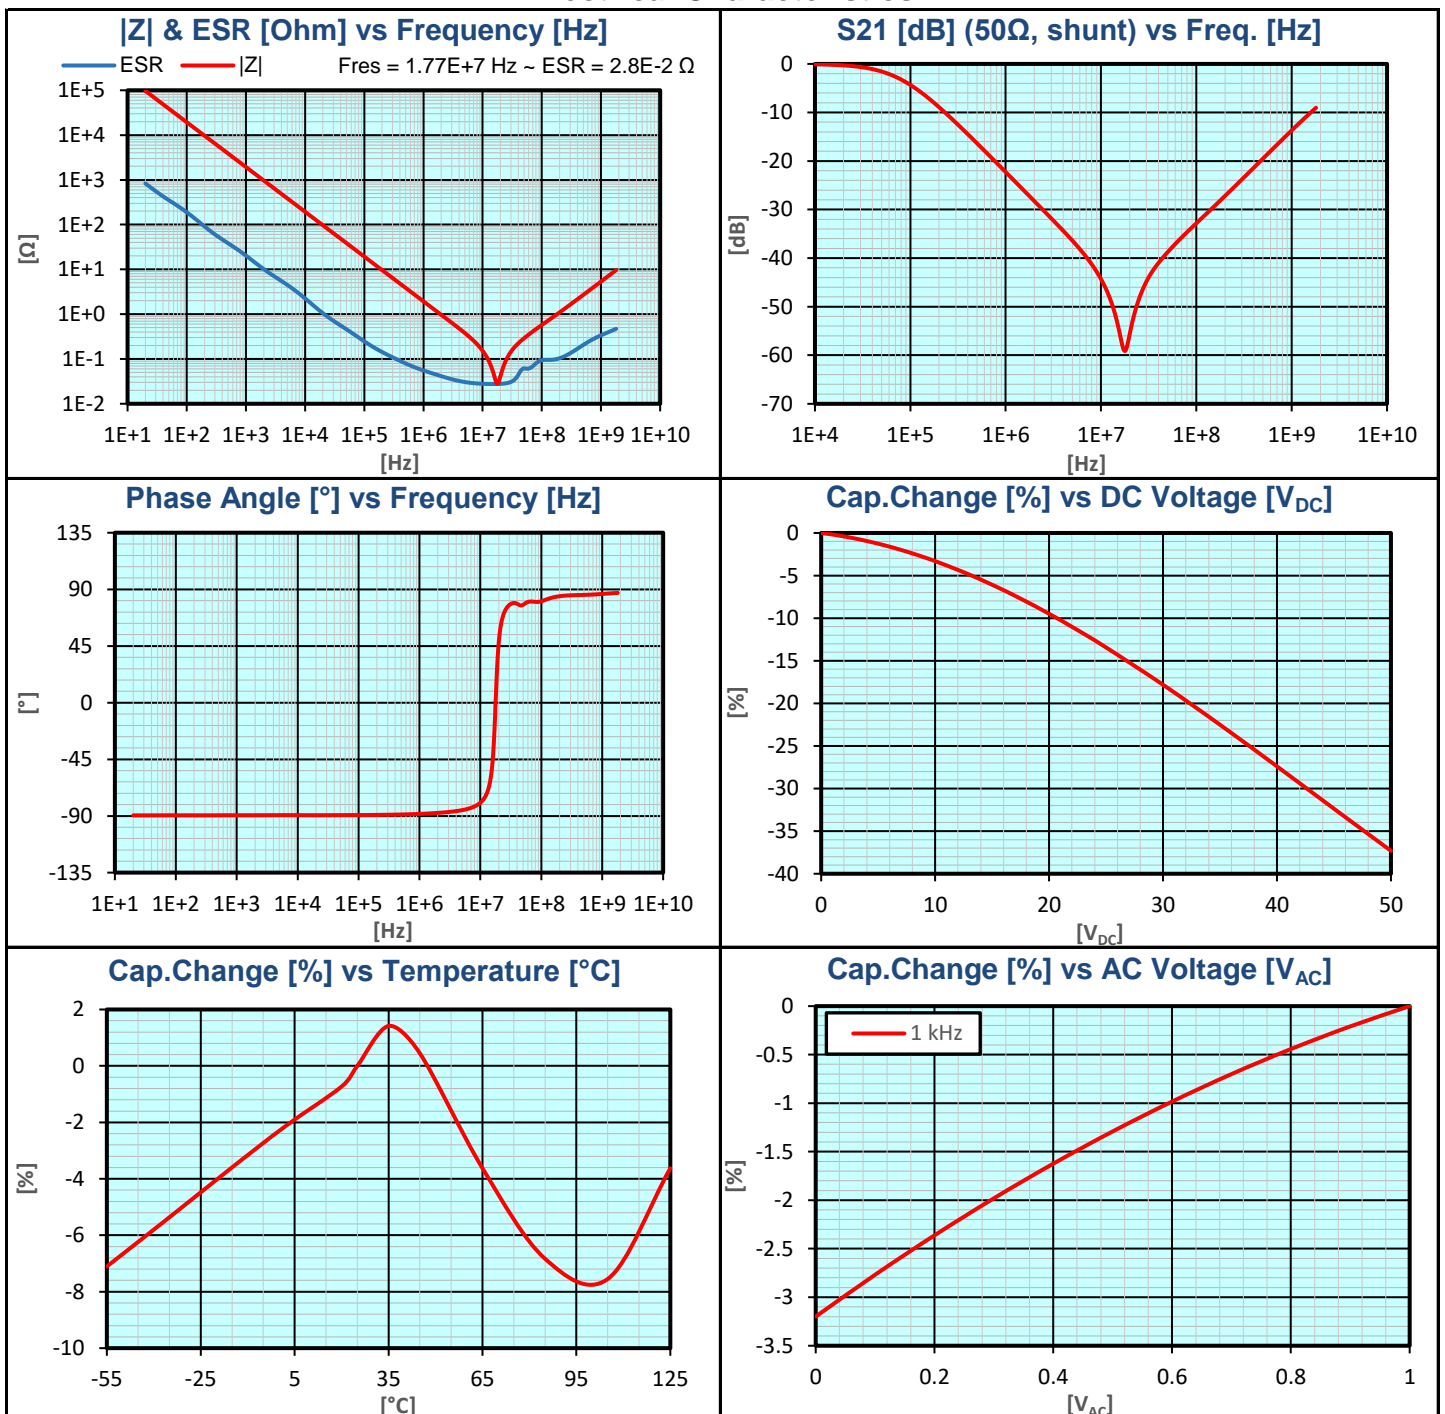 |Z| & ESR [Ohm] vs Frequency [Hz]
ESR |Z| Fres = 1.77E+7 Hz ~ ESR = 2.8E-2 Ω
1E+5
1E+4
1E+3
1E+2
1E+1
1E+0
1E-1
1E-2
[Ω]
1E+1 1E+2 1E+3 1E+4 1E+5 1E+6 1E+7 1E+8 1E+9 1E+10
[Hz]
S21 [dB] (50Ω, shunt) vs Freq. [Hz]
0
-10
-20
-30
-40
-50
-60
-70
[dB]
1E+4 1E+5 1E+6 1E+7 1E+8 1E+9 1E+10
[Hz]
Phase Angle [°] vs Frequency [Hz]
135
90
45
0
-45
-90
-135
[°]
1E+1 1E+2 1E+3 1E+4 1E+5 1E+6 1E+7 1E+8 1E+9 1E+10
[Hz]
Cap.Change [%] vs DC Voltage [VDC]
0
-5
-10
-15
-20
-25
-30
-35
-40
[%]
0 10 20 30 40 50
[VDC]
Cap.Change [%] vs Temperature [°C]
2
0
-2
-4
-6
-8
-10
[%]
-55 -25 5 35 65 95 125
[°C]
Cap.Change [%] vs AC Voltage [VAC]
1 kHz
0
-0.5
-1
-1.5
-2
-2.5
-3
-3.5
[%]
0 0.2 0.4 0.6 0.8 1
[VAC]